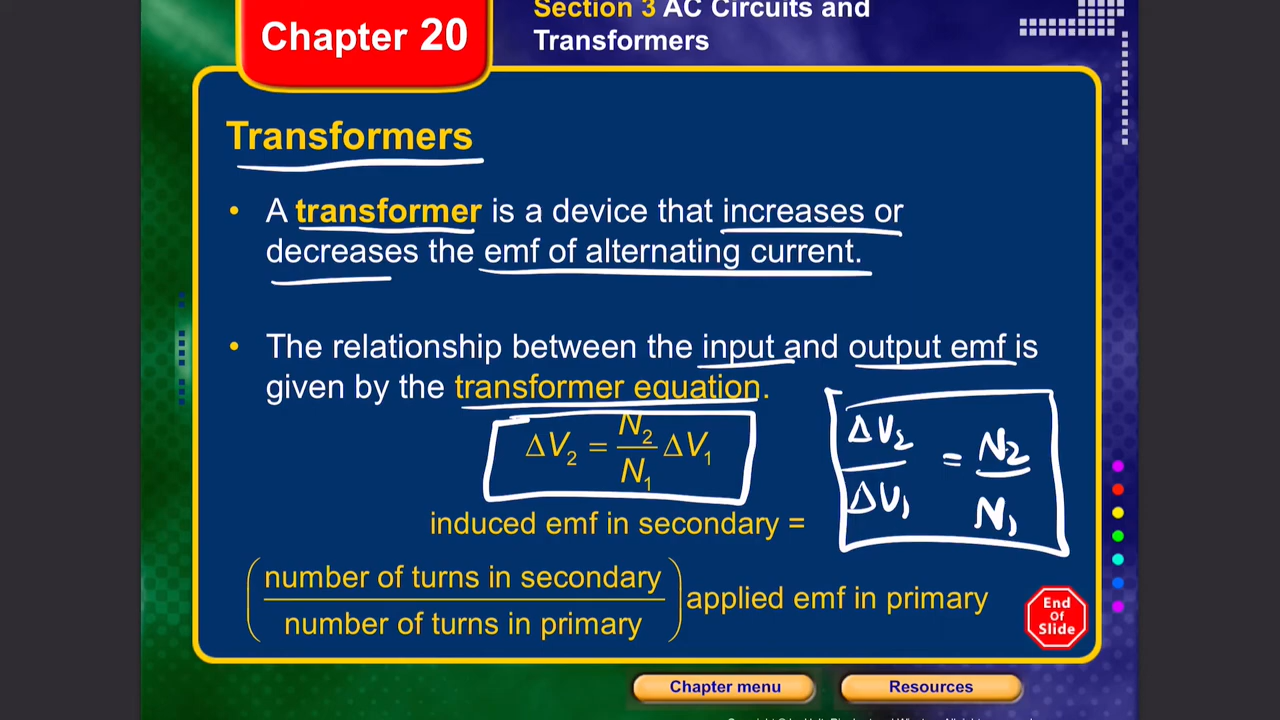 Section 3 AC Circuits and
Transformers
Chapter 20
Transformers
• A transformer is a device that increases or
decreases the emf of alternating current.
• The relationship between the input and output emf is
given by the transformer equation.
ΔV₂ = N₂/N₁ ΔV₁
ΔV₂/ΔV₁ = N₂/N₁
induced emf in secondary =
(number of turns in secondary
number of turns in primary) applied emf in primary
End
Of
Slide
Chapter menu
Resources